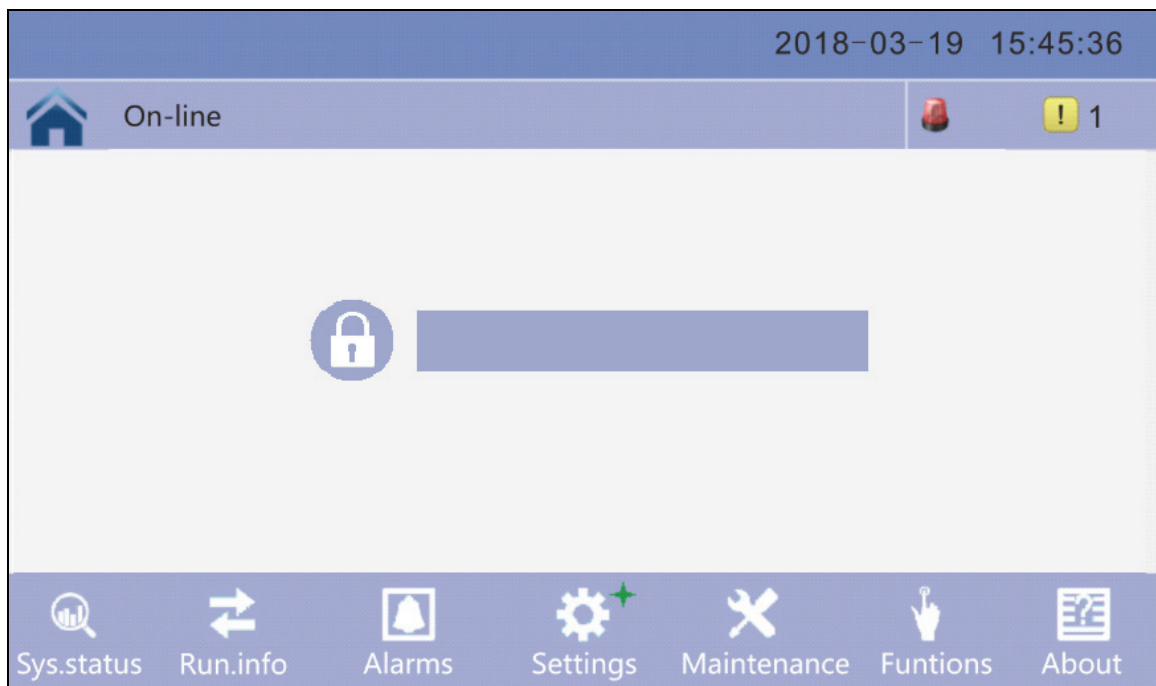 2018-03-19 15:45:36
On-line ! 1
Sys.status Run.info Alarms Settings Maintenance Funtions About